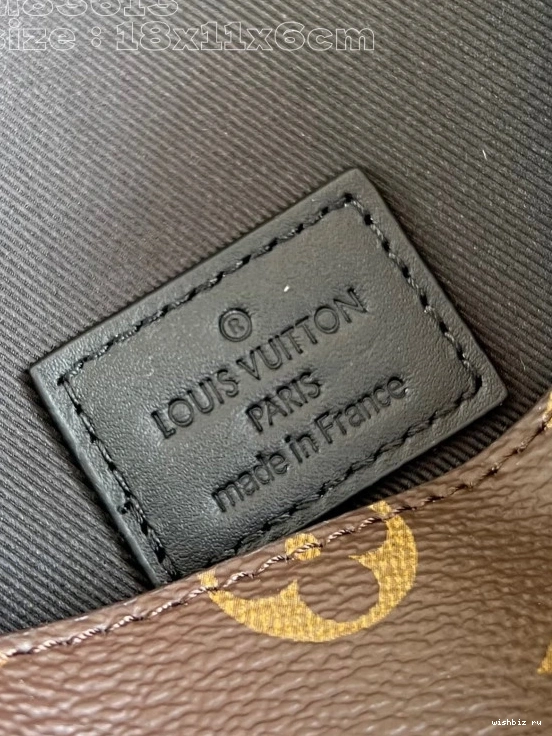 size : 18x11x6cm
®
LOUIS VUITTON
PARIS
made in France
wishbiz ru